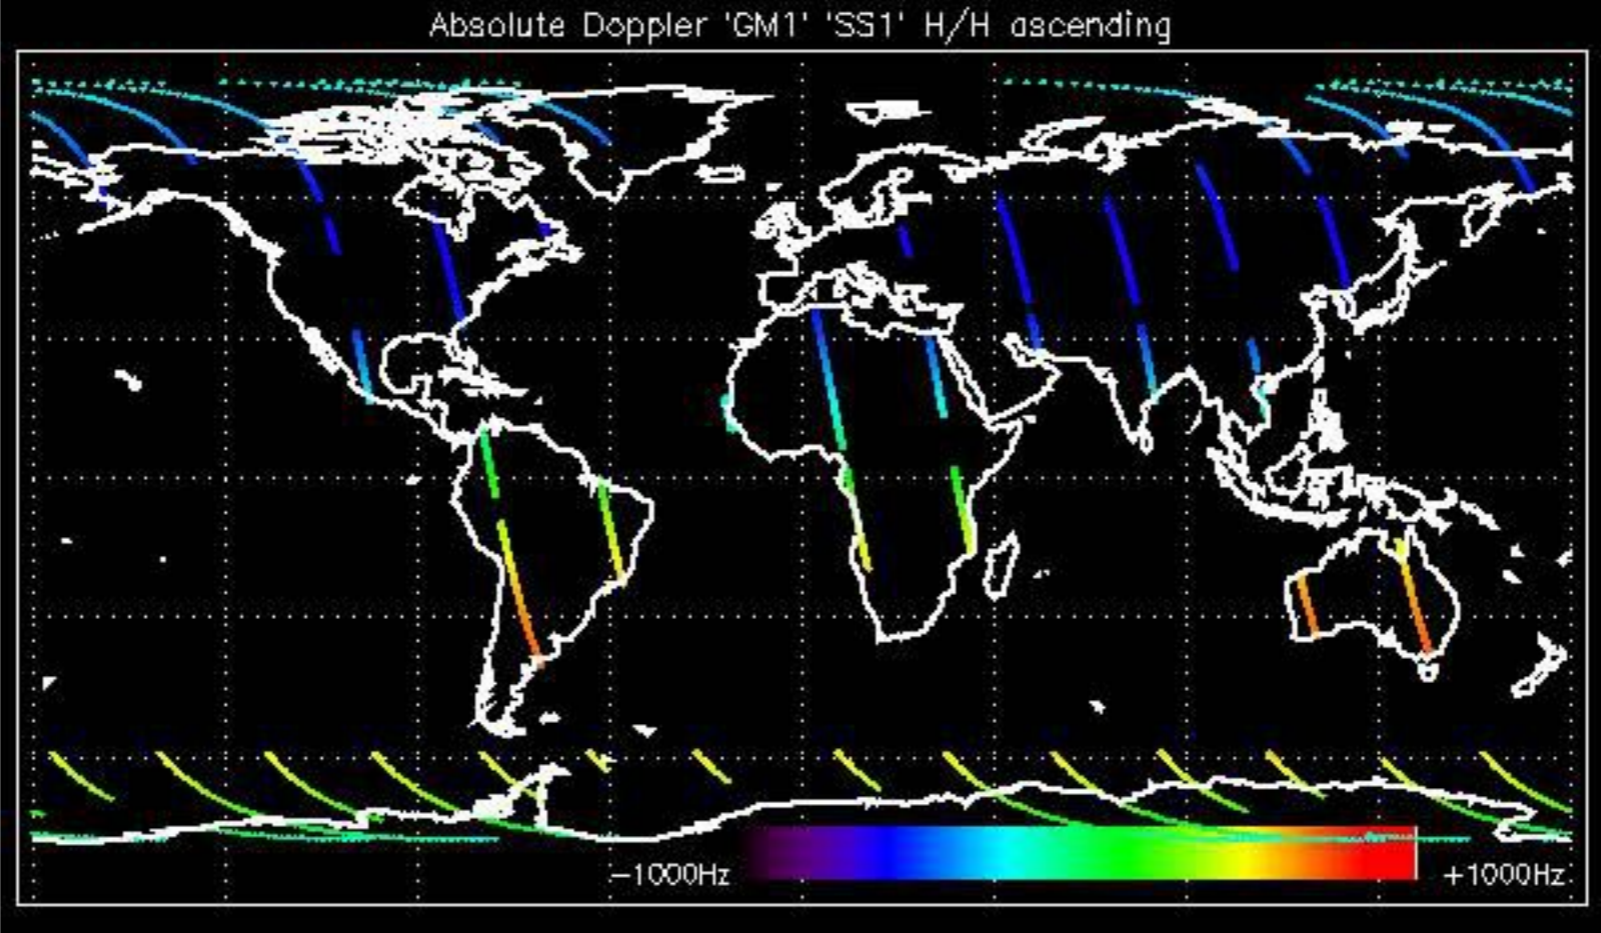 Absolute Doppler 'GM1' 'SS1' H/H ascending
−1000Hz
+1000Hz